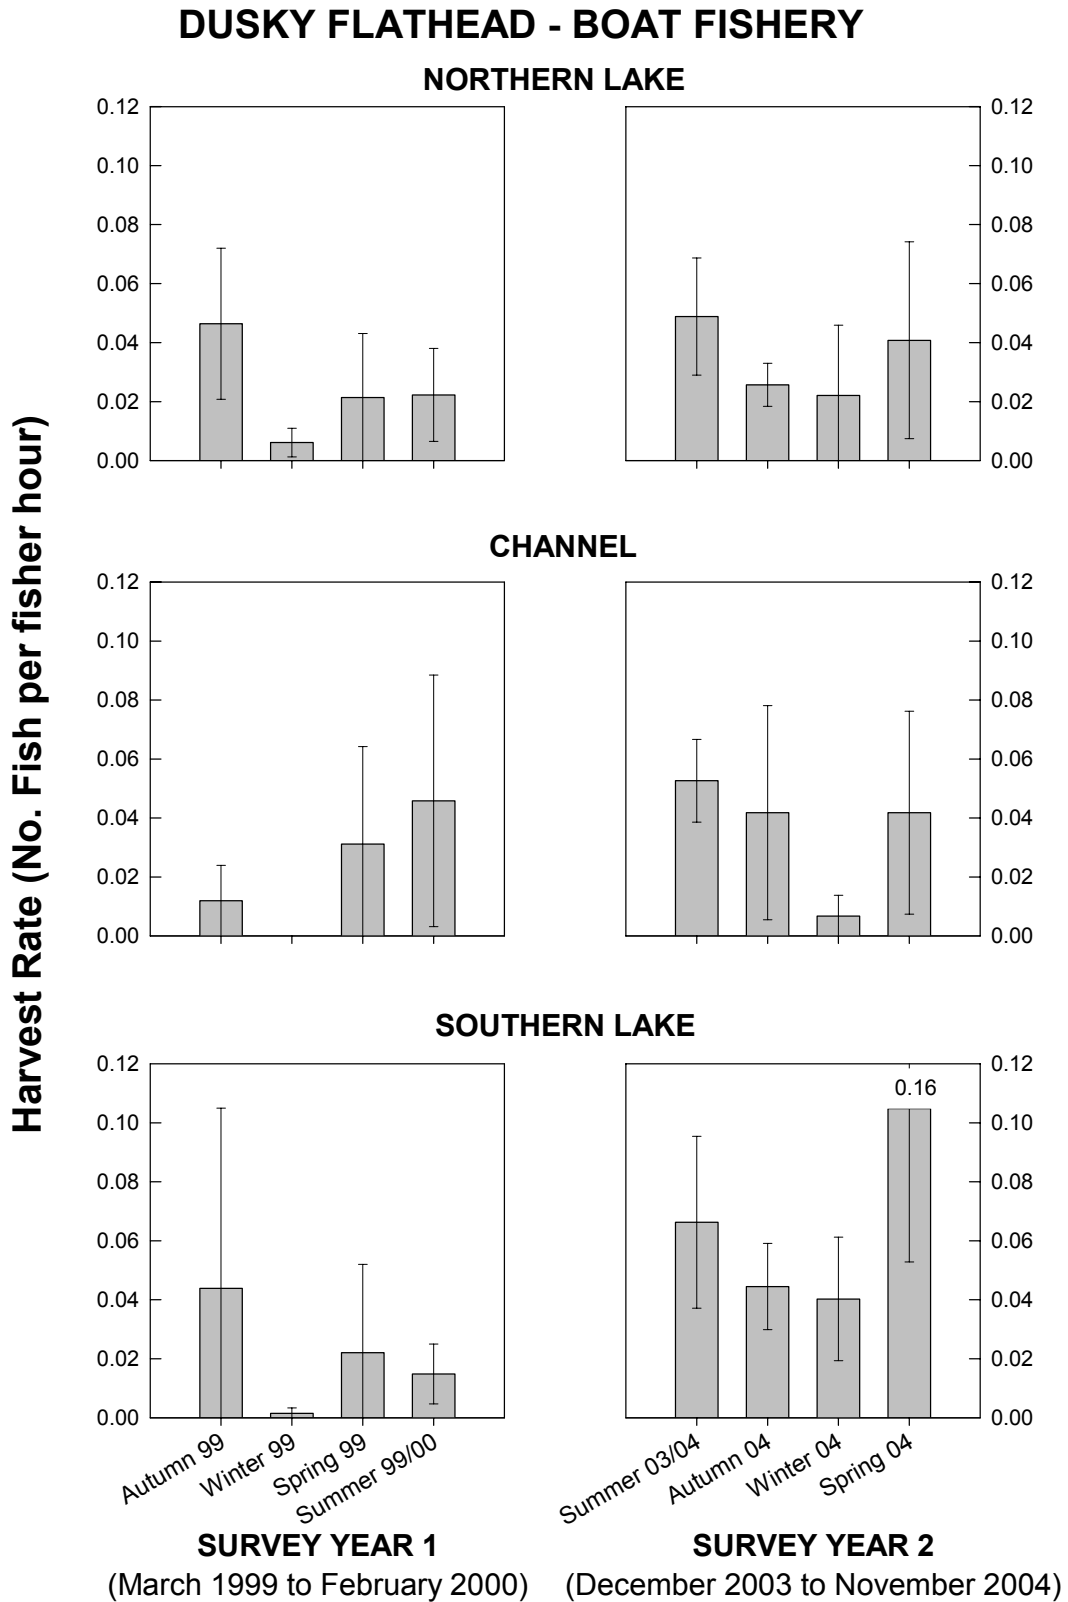 DUSKY FLATHEAD - BOAT FISHERY
Harvest Rate (No. Fish per fisher hour)
NORTHERN LAKE
0.12
0.10
0.08
0.06
0.04
0.02
0.00
0.12
0.10
0.08
0.06
0.04
0.02
0.00
CHANNEL
0.12
0.10
0.08
0.06
0.04
0.02
0.00
0.12
0.10
0.08
0.06
0.04
0.02
0.00
SOUTHERN LAKE
0.12
0.10
0.08
0.06
0.04
0.02
0.00
0.16
0.12
0.10
0.08
0.06
0.04
0.02
0.00
Autumn 99
Winter 99
Spring 99
Summer 99/00
Summer 03/04
Autumn 04
Winter 04
Spring 04
SURVEY YEAR 1
(March 1999 to February 2000)
SURVEY YEAR 2
(December 2003 to November 2004)